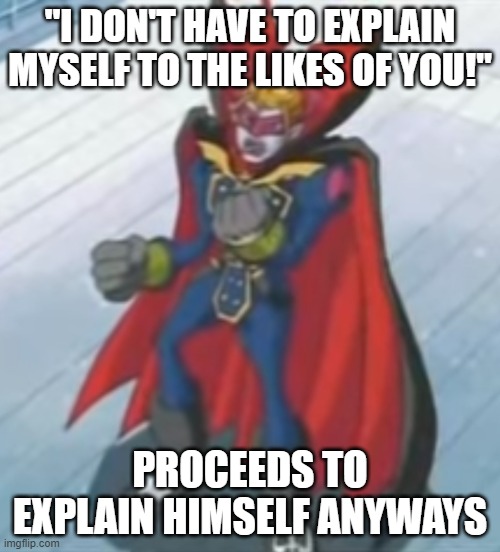 "I DON'T HAVE TO EXPLAIN
MYSELF TO THE LIKES OF YOU!"
PROCEEDS TO
EXPLAIN HIMSELF ANYWAYS
imgflip.com